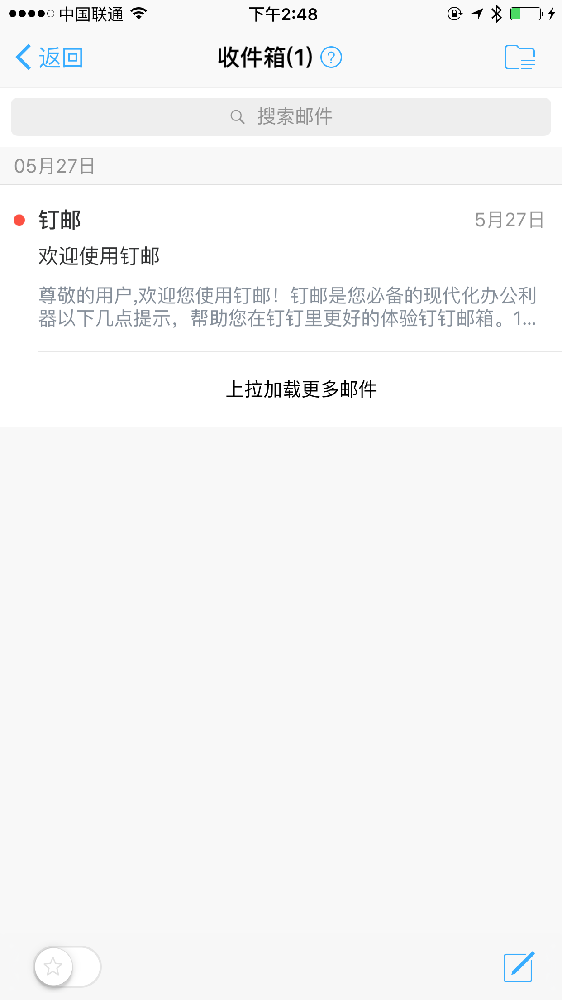 中国联通
下午2:48
返回
收件箱(1)
?
搜索邮件
05月27日
钉邮
5月27日
欢迎使用钉邮
尊敬的用户,欢迎您使用钉邮！钉邮是您必备的现代化办公利
器以下几点提示，帮助您在钉钉里更好的体验钉钉邮箱。1...
上拉加载更多邮件